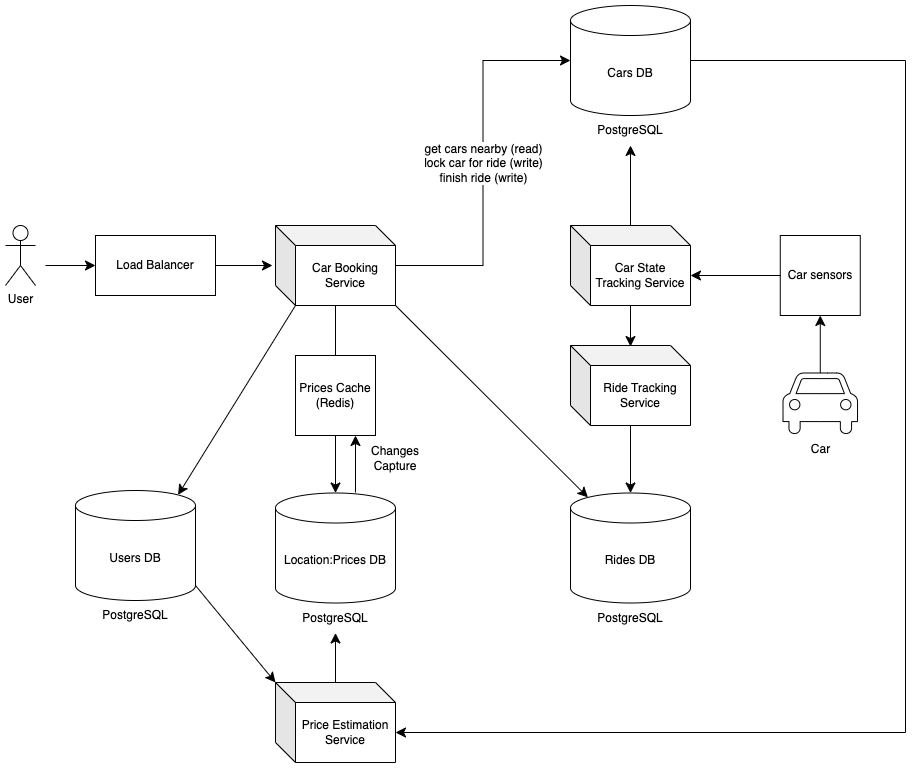 Cars DB
PostgreSQL
get cars nearby (read)
lock car for ride (write)
finish ride (write)
User
Load Balancer
Car Booking
Service
Car State
Tracking Service
Car sensors
Prices Cache
(Redis)
Ride Tracking
Service
Car
Changes
Capture
Users DB
PostgreSQL
Location:Prices DB
PostgreSQL
Rides DB
PostgreSQL
Price Estimation
Service